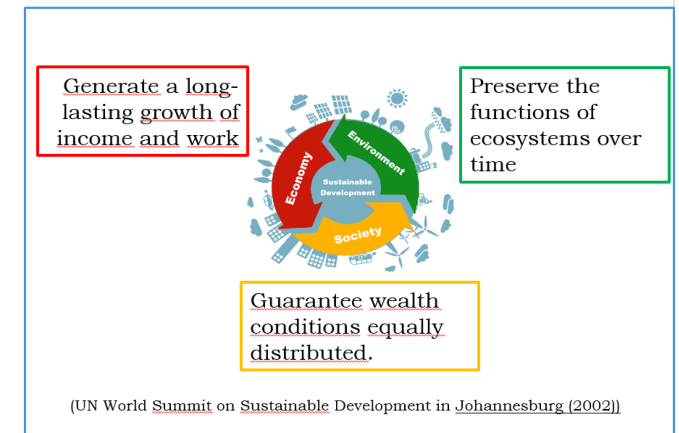 Generate a long-
lasting growth of
income and work
Preserve the
functions of
ecosystems over
time
Economy
Environment
Sustainable
Development
Society
Guarantee wealth
conditions equally
distributed.
(UN World Summit on Sustainable Development in Johannesburg (2002))